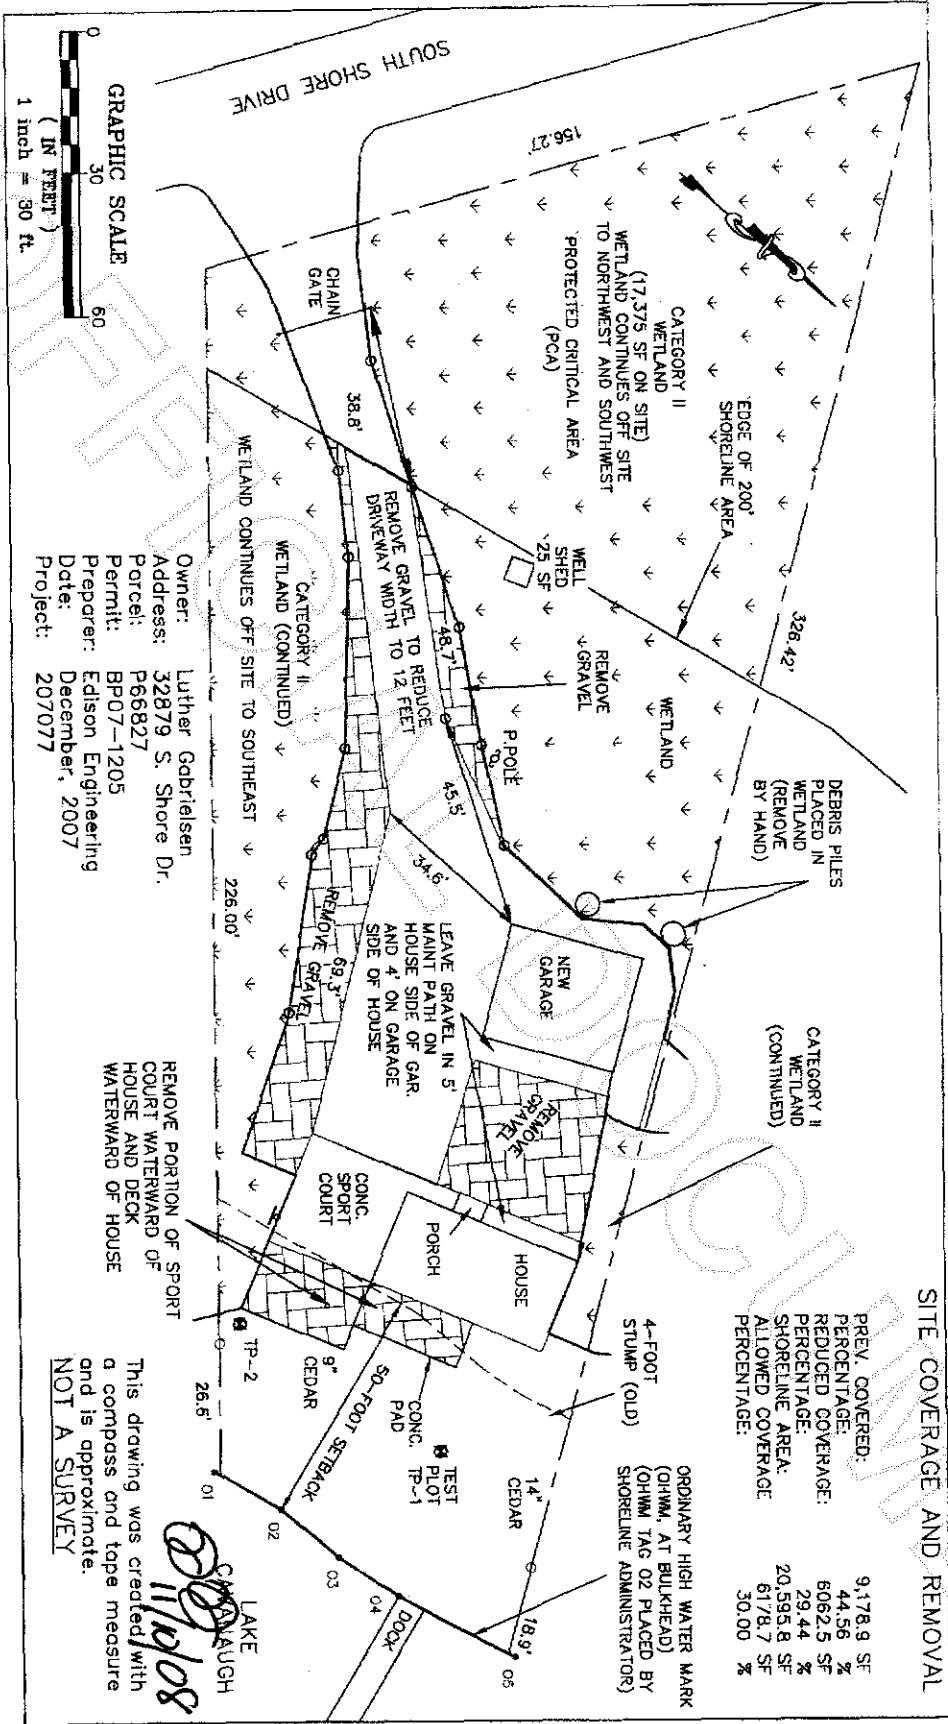 SITE COVERAGE AND REMOVAL
PREV. COVERED: 9,178.9 SF
PERCENTAGE: 44.56 %
REDUCED COVERAGE: 6062.5 SF
PERCENTAGE: 29.44 %
SHORELINE AREA: 20,595.8 SF
ALLOWED COVERAGE 6178.7 SF
PERCENTAGE: 30.00 %
SOUTH SHORE DRIVE
156.27'
326.42'
EDGE OF 200'
SHORELINE AREA
CATEGORY II
WETLAND
(17,375 SF ON SITE)
WETLAND CONTINUES OFF SITE
TO NORTHWEST AND SOUTHWEST
PROTECTED CRITICAL AREA
(PCA)
WELL
SHED
25 SF
REMOVE
GRAVEL
WETLAND
P.POLE
DEBRIS PILES
PLACED IN
WETLAND
(REMOVE
BY HAND)
CATEGORY II
WETLAND
(CONTINUED)
4-FOOT
STUMP (OLD)
14"
CEDAR
ORDINARY HIGH WATER MARK
(OHWM, AT BULKHEAD)
(OHWM TAG 02 PLACED BY
SHORELINE ADMINISTRATOR)
18.9'
CHAIN
GATE
38.8'
REMOVE GRAVEL TO REDUCE
DRIVEWAY WIDTH TO 12 FEET
48.7'
45.5'
34.6'
NEW
GARAGE
LEAVE GRAVEL IN 5'
MAINT PATH ON
HOUSE SIDE OF GAR.
AND 4' ON GARAGE
SIDE OF HOUSE
REMOVE
GRAVEL
HOUSE
PORCH
CONC.
SPORT
COURT
69.3'
REMOVE GRAVEL
CATEGORY II
WETLAND (CONTINUED)
WETLAND CONTINUES OFF SITE TO SOUTHEAST
226.00'
REMOVE PORTION OF SPORT
COURT WATERWARD OF
HOUSE AND DECK
WATERWARD OF HOUSE
TP-2
9"
CEDAR
CONC.
PAD
TEST
PLOT
TP-1
50-FOOT SETBACK
26.5'
01
02
03
04
05
DOCK
LAKE
CAVANAUGH
11/10/08
GRAPHIC SCALE
0 30 60
( IN FEET )
1 inch = 30 ft.
Owner: Luther Gabrielsen
Address: 32879 S. Shore Dr.
Parcel: P66827
Permit: BP07-1205
Preparer: Edison Engineering
Date: December, 2007
Project: 207077
This drawing was created with
a compass and tape measure
and is approximate.
NOT A SURVEY
UNOFFICIAL DOCUMENT